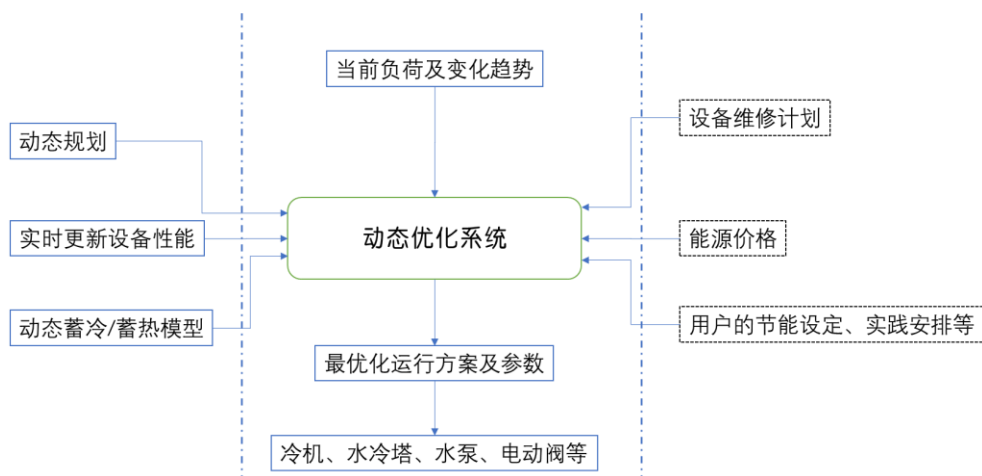 当前负荷及变化趋势
设备维修计划
动态规划
实时更新设备性能
动态优化系统
能源价格
动态蓄冷/蓄热模型
用户的节能设定、实践安排等
最优化运行方案及参数
冷机、水冷塔、水泵、电动阀等